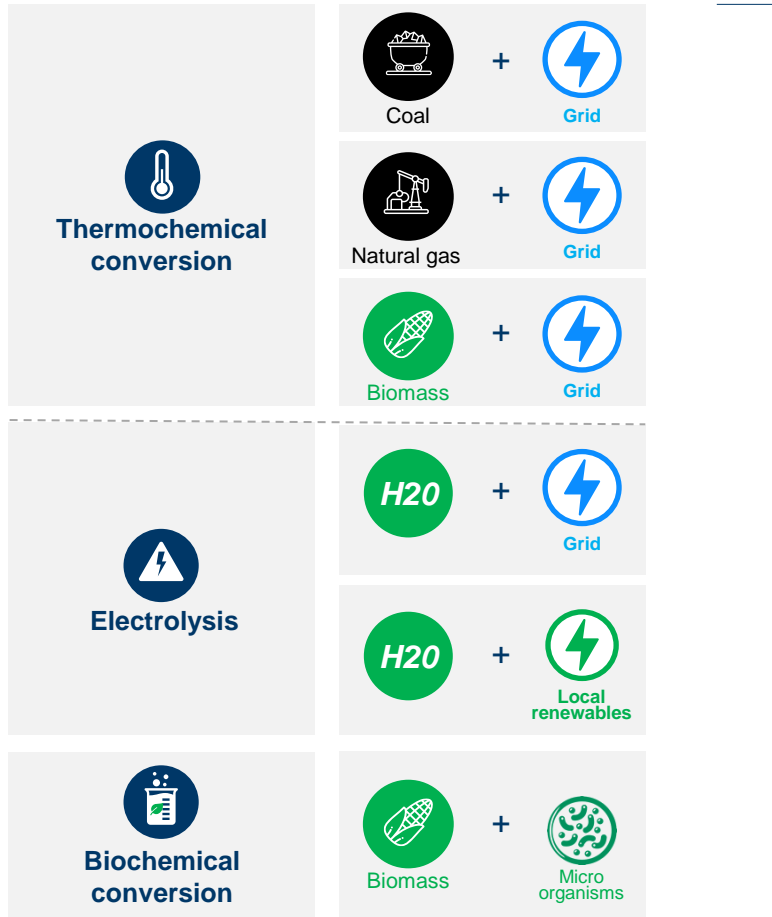 Thermochemical
conversion
+
Coal
Grid
+
Natural gas
Grid
+
Biomass
Grid
Electrolysis
H20
+
Grid
H20
+
Local
renewables
Biochemical
conversion
+
Biomass
Micro
organisms